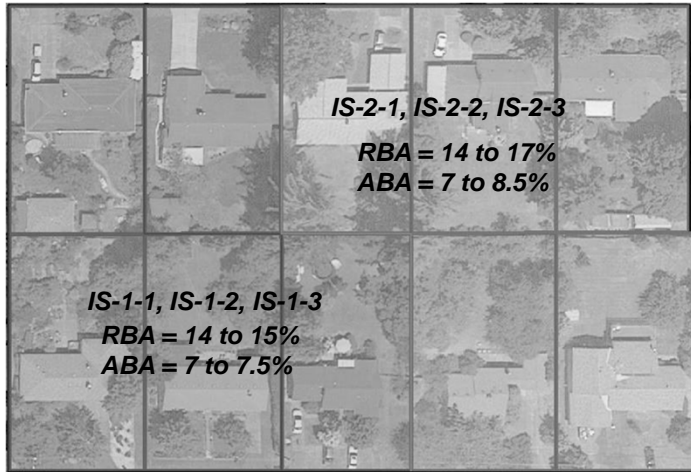 IS-2-1, IS-2-2, IS-2-3
RBA = 14 to 17%
ABA = 7 to 8.5%
IS-1-1, IS-1-2, IS-1-3
RBA = 14 to 15%
ABA = 7 to 7.5%